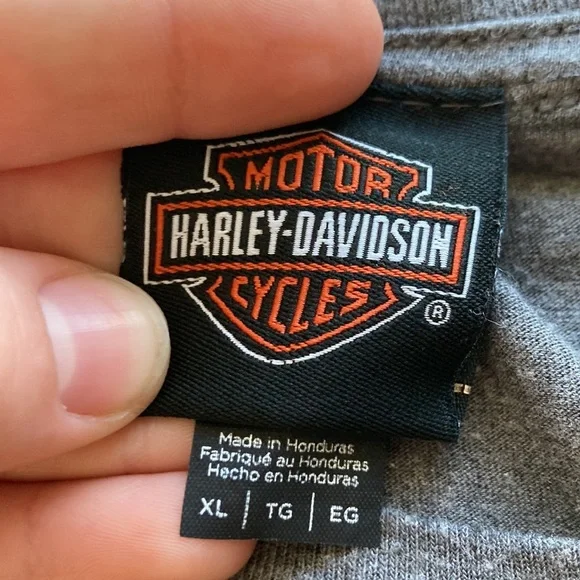 MOTOR
HARLEY-DAVIDSON
CYCLES
®
Made in Honduras
Fabriqué au Honduras
Hecho en Honduras
XL | TG | EG